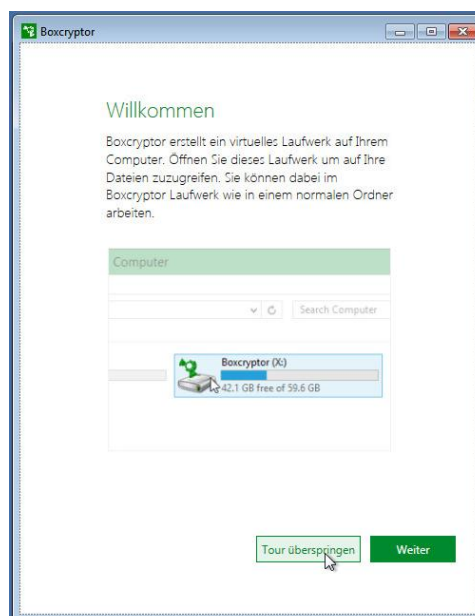 Boxcryptor
Willkommen
Boxcryptor erstellt ein virtuelles Laufwerk auf Ihrem
Computer. Öffnen Sie dieses Laufwerk um auf Ihre
Dateien zuzugreifen. Sie können dabei im
Boxcryptor Laufwerk wie in einem normalen Ordner
arbeiten.
Computer
Search Computer
Boxcryptor (X:)
42.1 GB free of 59.6 GB
Tour überspringen
Weiter